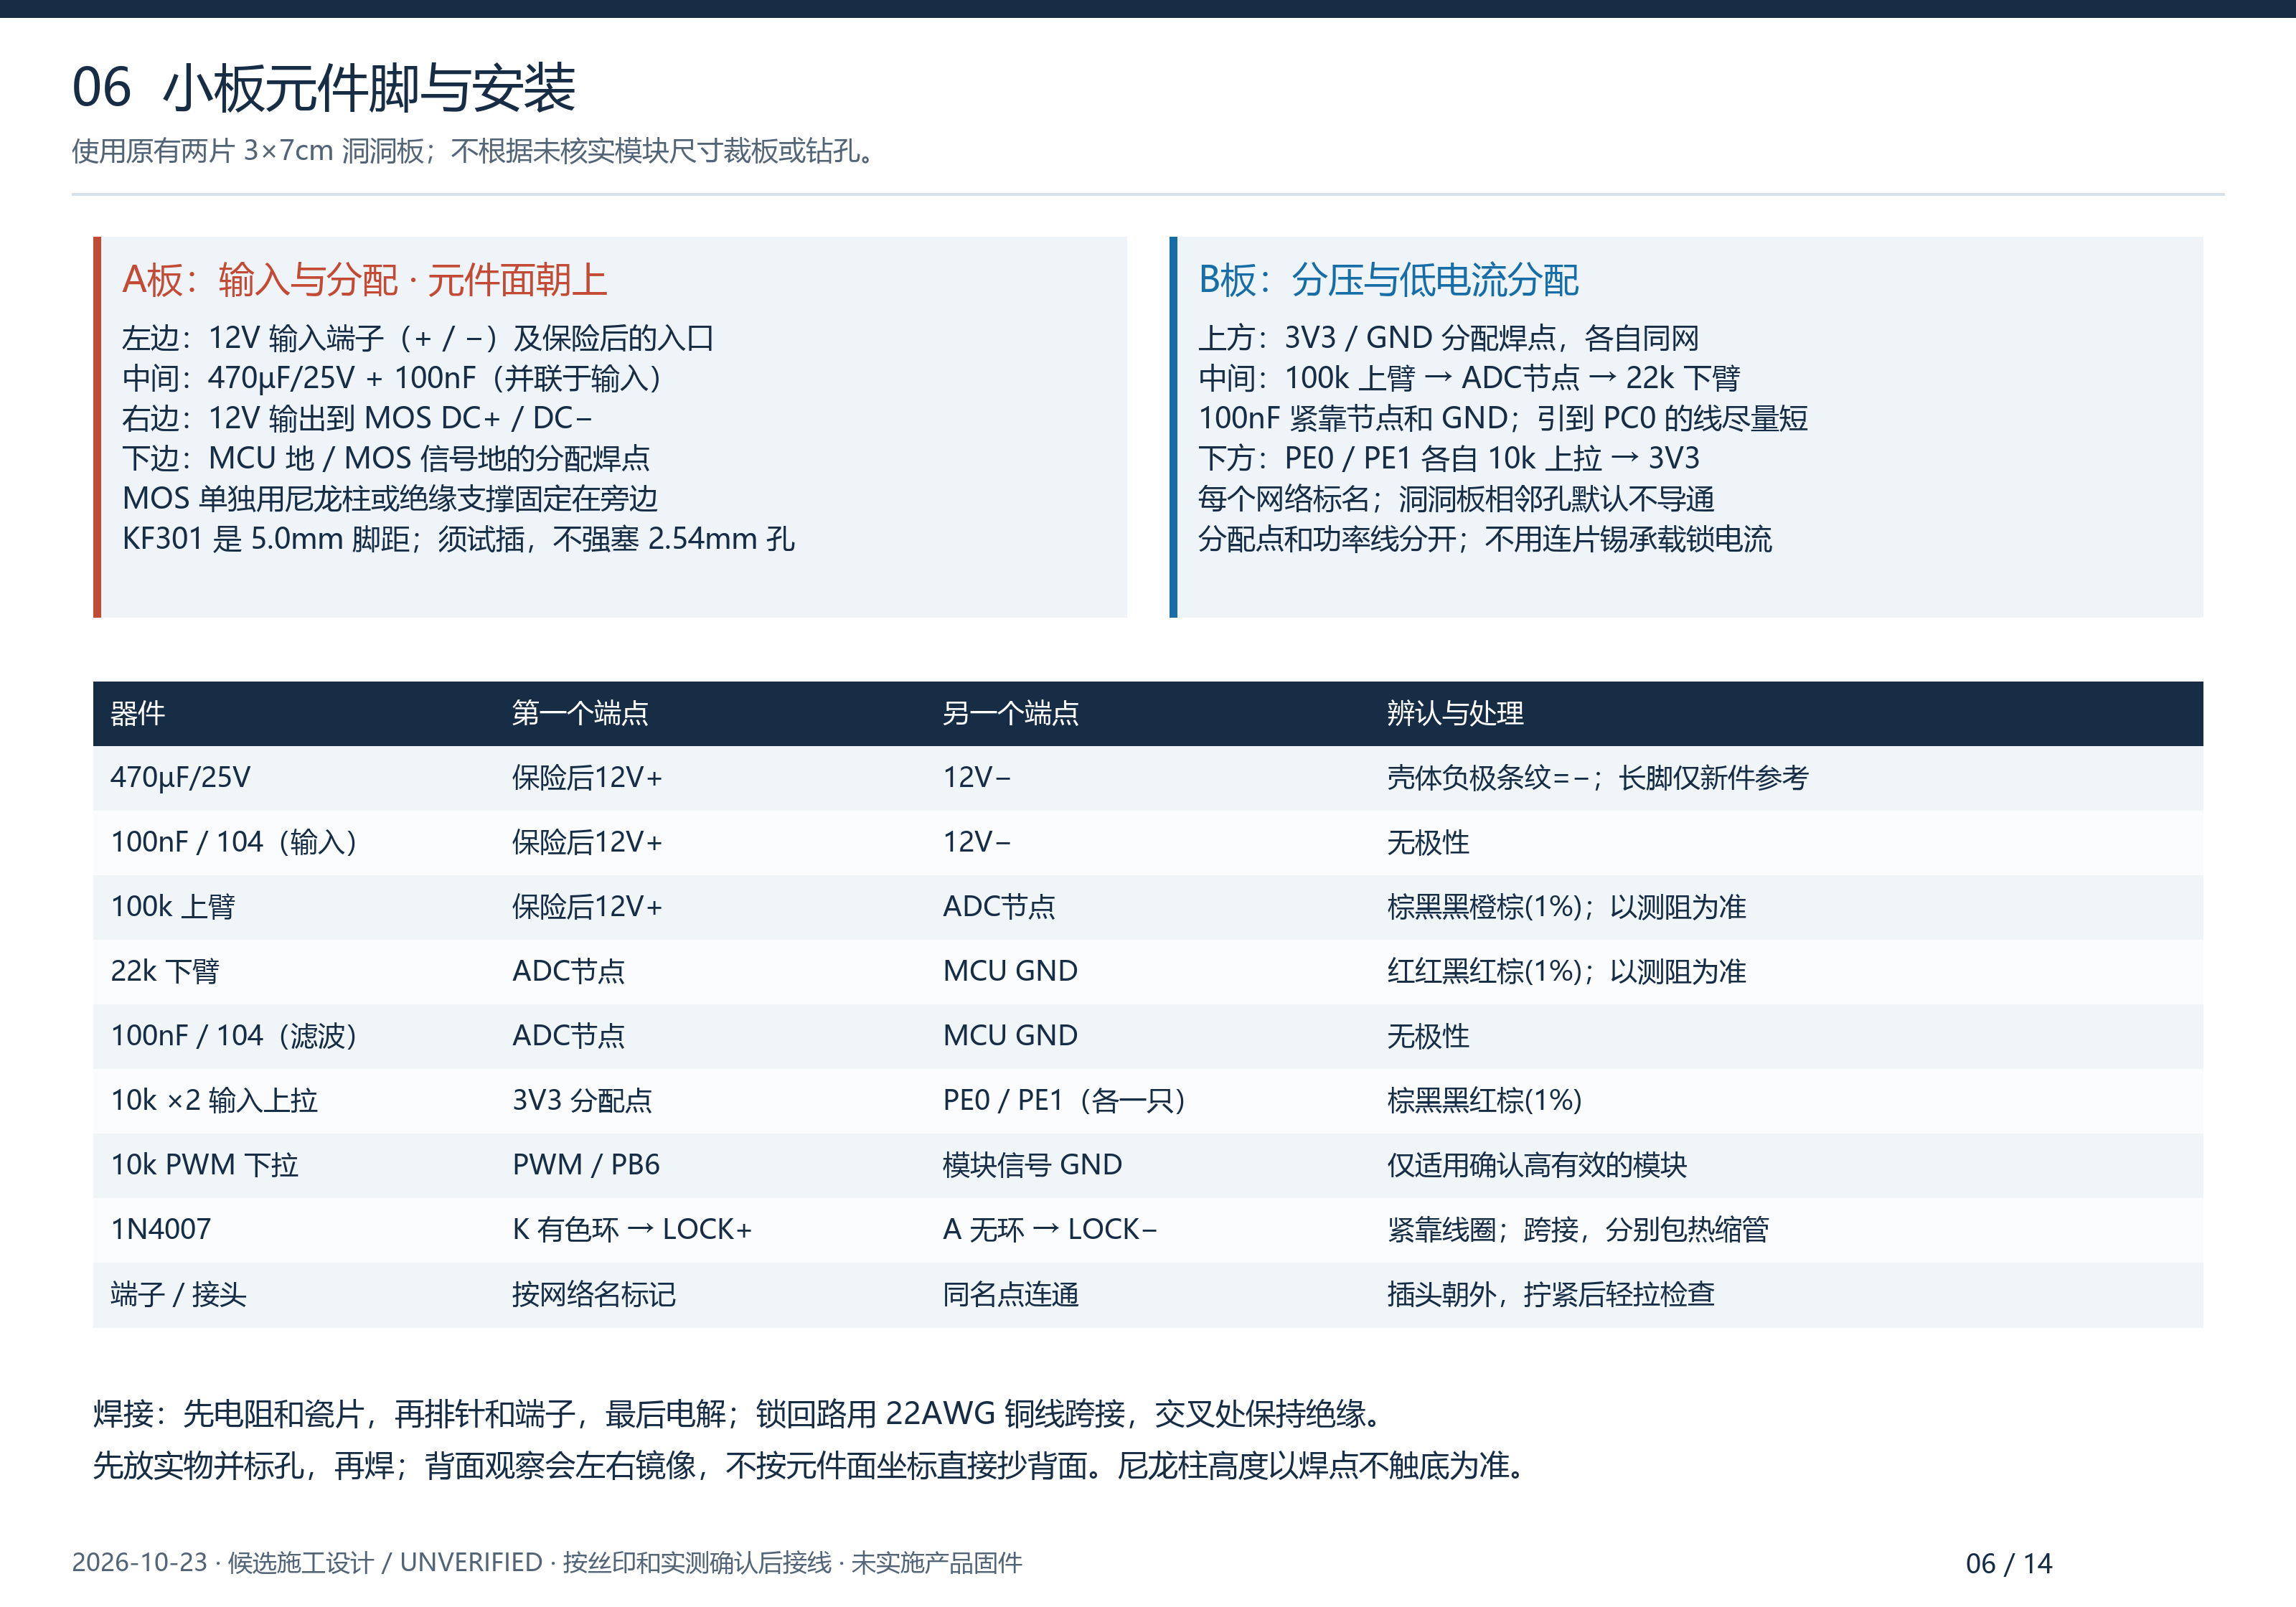 06 小板元件脚与安装
使用原有两片 3×7cm 洞洞板；不根据未核实模块尺寸裁板或钻孔。
A板：输入与分配 · 元件面朝上
左边：12V 输入端子（+ / −）及保险后的入口
中间：470μF/25V + 100nF（并联于输入）
右边：12V 输出到 MOS DC+ / DC−
下边：MCU 地 / MOS 信号地的分配焊点
MOS 单独用尼龙柱或绝缘支撑固定在旁边
KF301 是 5.0mm 脚距；须试插，不强塞 2.54mm 孔
B板：分压与低电流分配
上方：3V3 / GND 分配焊点，各自同网
中间：100k 上臂 → ADC节点 → 22k 下臂
100nF 紧靠节点和 GND；引到 PC0 的线尽量短
下方：PE0 / PE1 各自 10k 上拉 → 3V3
每个网络标名；洞洞板相邻孔默认不导通
分配点和功率线分开；不用连片锡承载锁电流
器件 第一个端点 另一个端点 辨认与处理
470μF/25V 保险后12V+ 12V− 壳体负极条纹=−；长脚仅新件参考
100nF / 104（输入） 保险后12V+ 12V− 无极性
100k 上臂 保险后12V+ ADC节点 棕黑黑橙棕(1%)；以测阻为准
22k 下臂 ADC节点 MCU GND 红红黑红棕(1%)；以测阻为准
100nF / 104（滤波） ADC节点 MCU GND 无极性
10k ×2 输入上拉 3V3 分配点 PE0 / PE1（各一只） 棕黑黑红棕(1%)
10k PWM 下拉 PWM / PB6 模块信号 GND 仅适用确认高有效的模块
1N4007 K 有色环 → LOCK+ A 无环 → LOCK− 紧靠线圈；跨接，分别包热缩管
端子 / 接头 按网络名标记 同名点连通 插头朝外，拧紧后轻拉检查
焊接：先电阻和瓷片，再排针和端子，最后电解；锁回路用 22AWG 铜线跨接，交叉处保持绝缘。
先放实物并标孔，再焊；背面观察会左右镜像，不按元件面坐标直接抄背面。尼龙柱高度以焊点不触底为准。
2026-10-23 · 候选施工设计 / UNVERIFIED · 按丝印和实测确认后接线 · 未实施产品固件
06 / 14